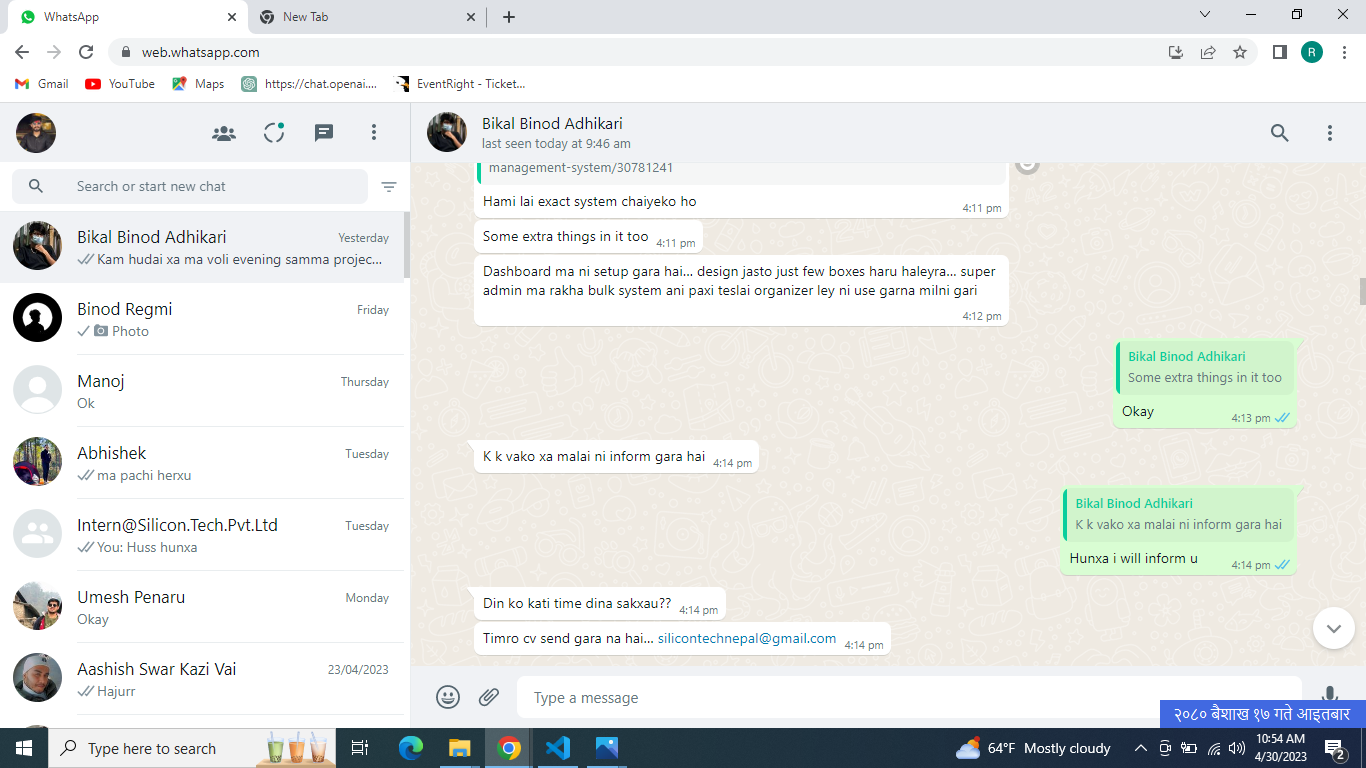 WhatsApp
New Tab
web.whatsapp.com
R
Gmail
YouTube
Maps
https://chat.openai....
EventRight - Ticket...
Search or start new chat
Bikal Binod Adhikari
Yesterday
Kam hudai xa ma voli evening samma projec...
Binod Regmi
Friday
Photo
Manoj
Thursday
Ok
Abhishek
Tuesday
ma pachi herxu
Intern@Silicon.Tech.Pvt.Ltd
Tuesday
You: Huss hunxa
Umesh Penaru
Monday
Okay
Aashish Swar Kazi Vai
23/04/2023
Hajurr
Bikal Binod Adhikari
last seen today at 9:46 am
management-system/30781241
Hami lai exact system chaiyeko ho
4:11 pm
Some extra things in it too
4:11 pm
Dashboard ma ni setup gara hai... design jasto just few boxes haru haleyra... super
admin ma rakha bulk system ani paxi teslai organizer ley ni use garna milni gari
4:12 pm
Bikal Binod Adhikari
Some extra things in it too
Okay
4:13 pm
K k vako xa malai ni inform gara hai
4:14 pm
Bikal Binod Adhikari
K k vako xa malai ni inform gara hai
Hunxa i will inform u
4:14 pm
Din ko kati time dina sakxau??
4:14 pm
Timro cv send gara na hai... silicontechnepal@gmail.com
4:14 pm
Type a message
२०८० बैशाख १७ गते आइतबार
Type here to search
64°F Mostly cloudy
10:54 AM
4/30/2023
2